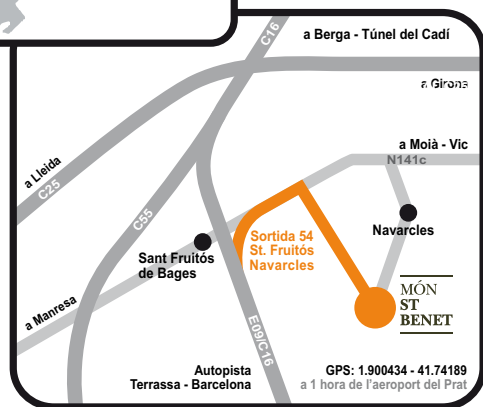 C16
a Berga - Túnel del Cadí
a Girona
a Moià - Vic
N141c
a Lleida
C25
C55
Sortida 54
St. Fruitós
Navarcles
Navarcles
Sant Fruitós
de Bages
MÓN
ST
BENET
a Manresa
E09/C16
Autopista
Terrassa - Barcelona
GPS: 1.900434 - 41.74189
a 1 hora de l'aeroport del Prat